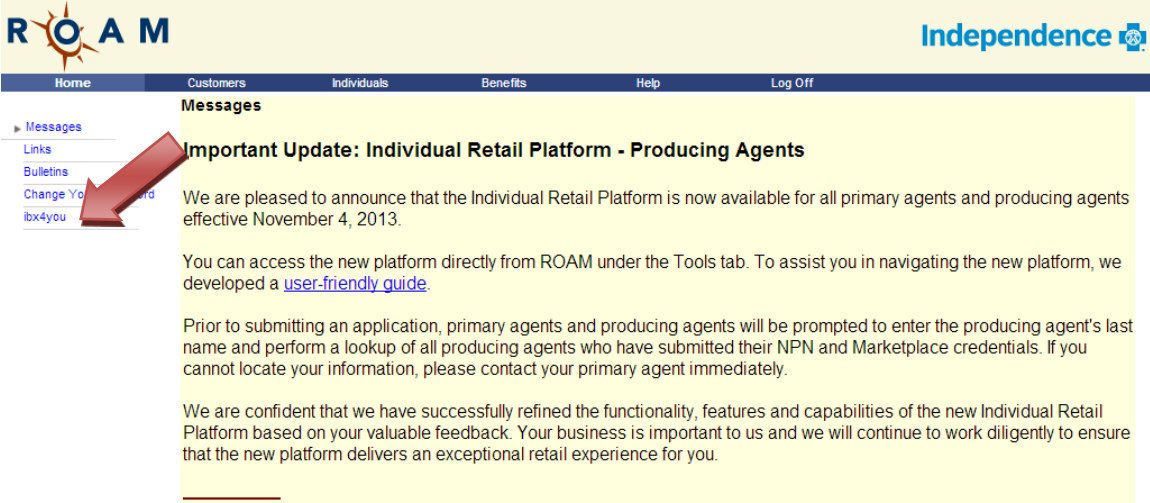 ROAM
Independence
Home Customers Individuals Benefits Help Log Off
Messages
Links
Bulletins
Change Yo rd
ibx4you
Messages
Important Update: Individual Retail Platform - Producing Agents
We are pleased to announce that the Individual Retail Platform is now available for all primary agents and producing agents
effective November 4, 2013.
You can access the new platform directly from ROAM under the Tools tab. To assist you in navigating the new platform, we
developed a user-friendly guide.
Prior to submitting an application, primary agents and producing agents will be prompted to enter the producing agent's last
name and perform a lookup of all producing agents who have submitted their NPN and Marketplace credentials. If you
cannot locate your information, please contact your primary agent immediately.
We are confident that we have successfully refined the functionality, features and capabilities of the new Individual Retail
Platform based on your valuable feedback. Your business is important to us and we will continue to work diligently to ensure
that the new platform delivers an exceptional retail experience for you.